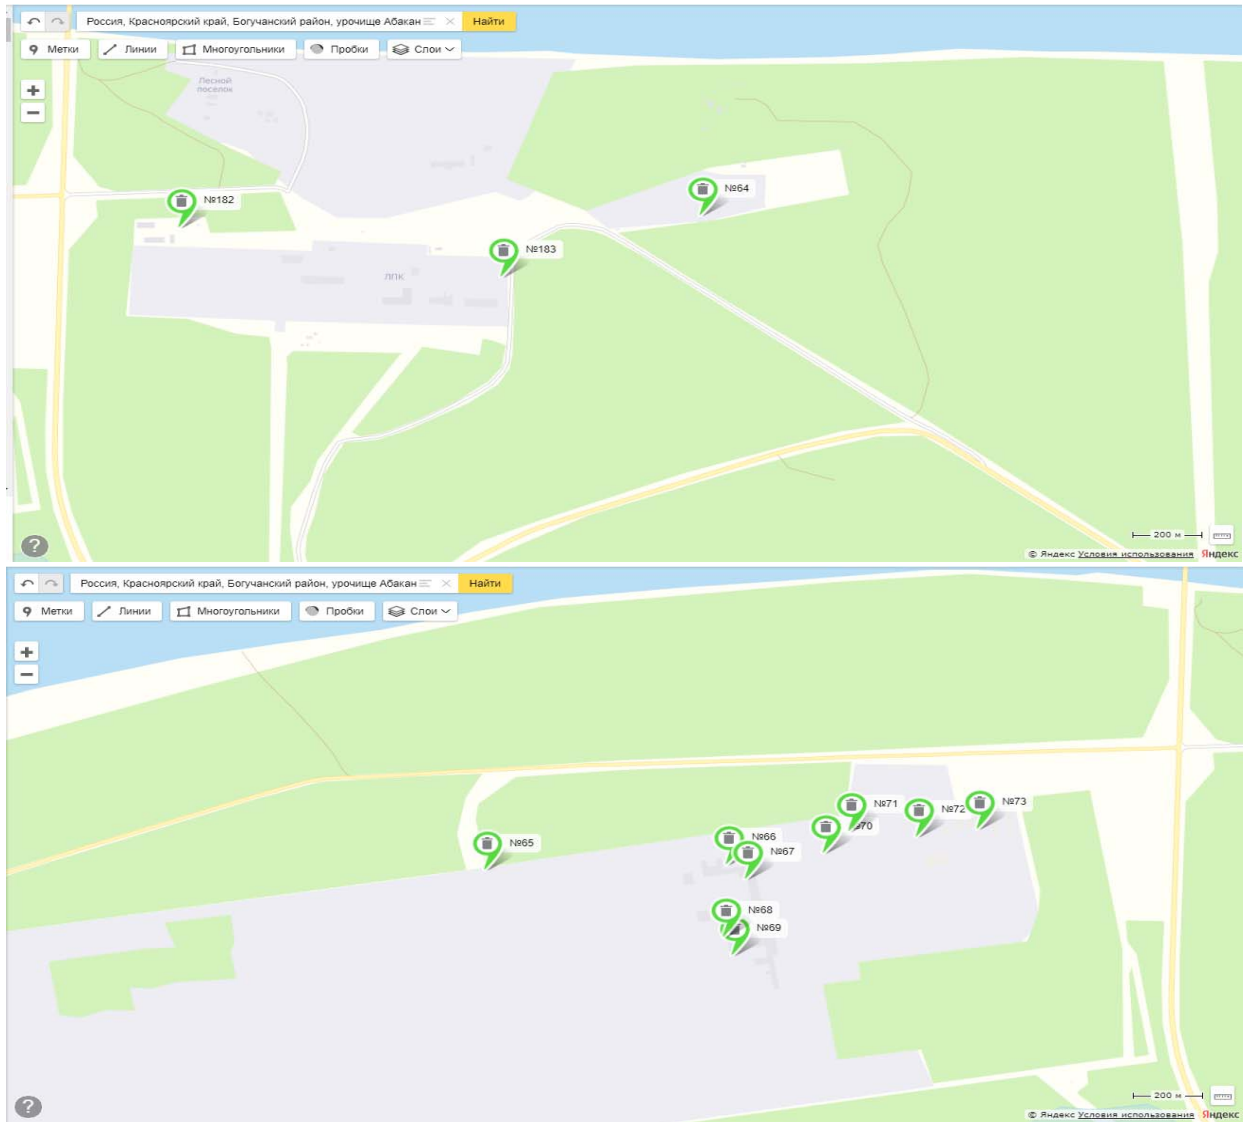 Россия, Красноярский край, Богучанский район, урочище Абакан
Найти
Метки
Линии
Многоугольники
Пробки
Слои
Лесной
поселок
№182
№64
№183
ЛПК
?
200 м
© Яндекс Условия использования Яндекс
Россия, Красноярский край, Богучанский район, урочище Абакан
Найти
Метки
Линии
Многоугольники
Пробки
Слои
№71
№72
№73
№70
№66
№65
№67
№68
№69
?
200 м
© Яндекс Условия использования Яндекс